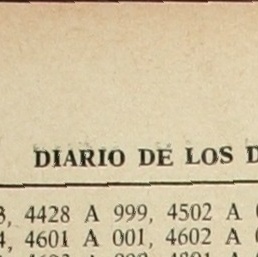 DIARIO DE LOS D
3, 4428 A 999, 4502 A
4, 4601 A 001, 4602 A